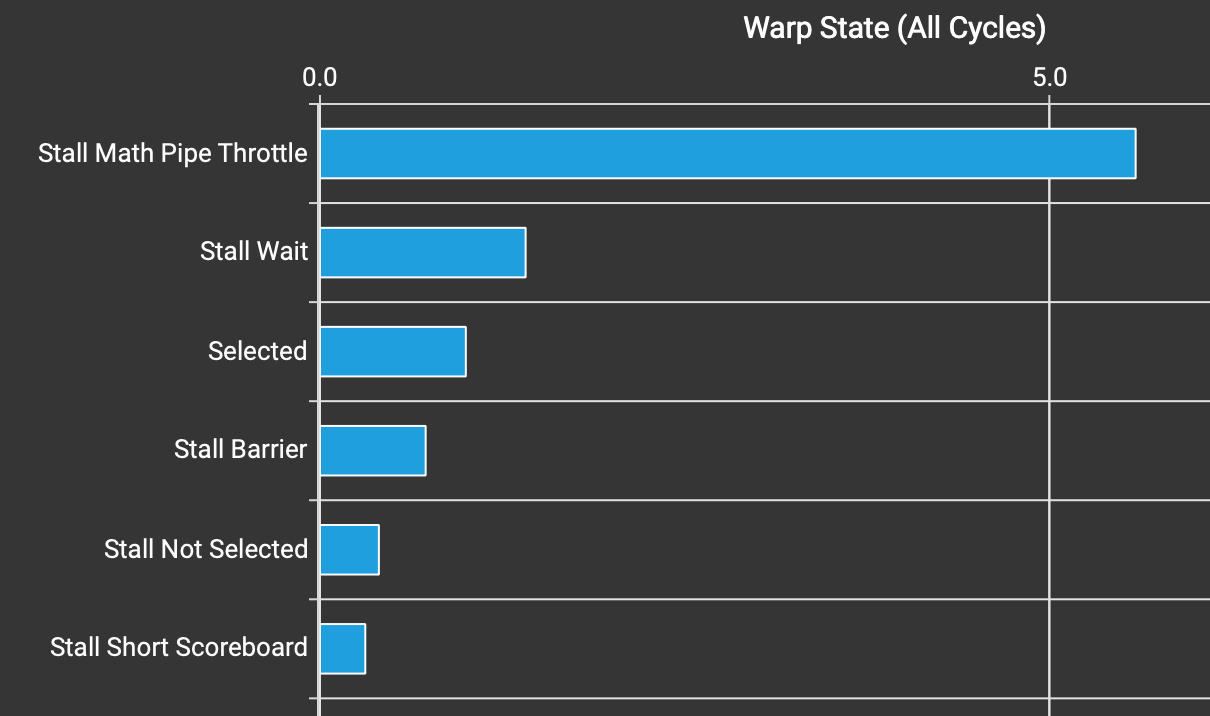 Warp State (All Cycles)
0.0 5.0
Stall Math Pipe Throttle
Stall Wait
Selected
Stall Barrier
Stall Not Selected
Stall Short Scoreboard